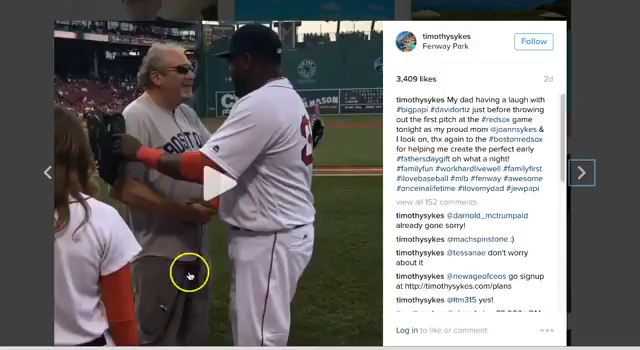 timothysykes
Fenway Park
Follow
3,409 likes
2d
timothysykes My dad having a laugh with
#bigpapi #davidortiz just before throwing
out the first pitch at the #redsox game
tonight as my proud mom @joannsykes &
I look on, thx again to the #bostonredsox
for helping me create the perfect early
#fathersdaygift oh what a night!
#familyfun #workhardlivewell #familyfirst
#ilovebaseball #mlb #fenway #awesome
#onceinalifetime #ilovemydad #jewpapi
view all 152 comments
timothysykes @darnold_mctrumpald
already gone sorry!
timothysykes @machspinstone :)
timothysykes @tessanae don't worry
about it
timothysykes @newageofceos go signup
at http://timothysykes.com/plans
timothysykes @ltm315 yes!
Log in to like or comment.
BOSTON
9